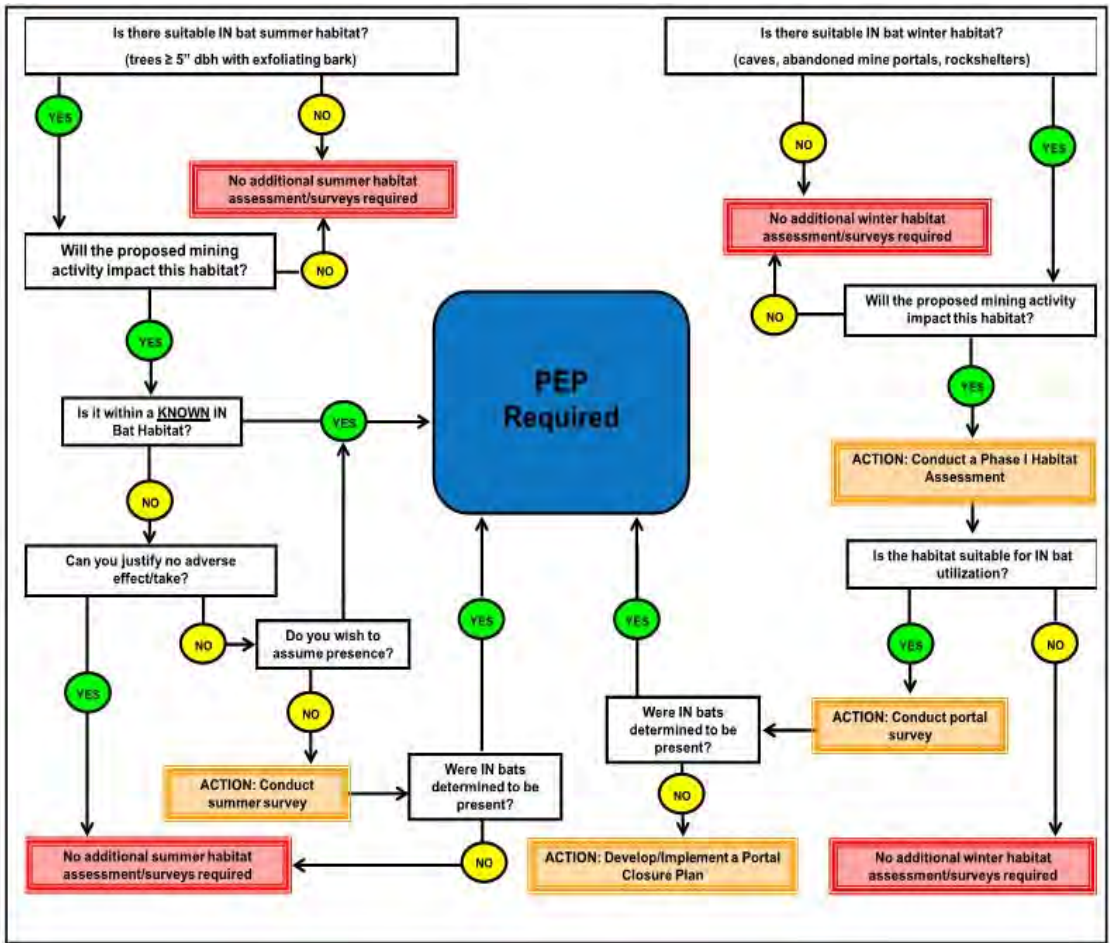 Is there suitable IN bat summer habitat?
(trees ≥ 5" dbh with exfoliating bark)
YES
NO
No additional summer habitat
assessment/surveys required
Will the proposed mining
activity impact this habitat?
NO
YES
Is it within a KNOWN IN
Bat Habitat?
YES
NO
Can you justify no adverse
effect/take?
NO
Do you wish to
assume presence?
YES
NO
ACTION: Conduct
summer survey
Were IN bats
determined to be
present?
YES
NO
No additional summer habitat
assessment/surveys required
PEP
Required
Is there suitable IN bat winter habitat?
(caves, abandoned mine portals, rockshelters)
NO
YES
No additional winter habitat
assessment/surveys required
Will the proposed mining activity
impact this habitat?
NO
YES
ACTION: Conduct a Phase I Habitat
Assessment
Is the habitat suitable for IN bat
utilization?
YES
NO
ACTION: Conduct portal
survey
Were IN bats
determined to be
present?
YES
NO
ACTION: Develop/Implement a Portal
Closure Plan
No additional winter habitat
assessment/surveys required